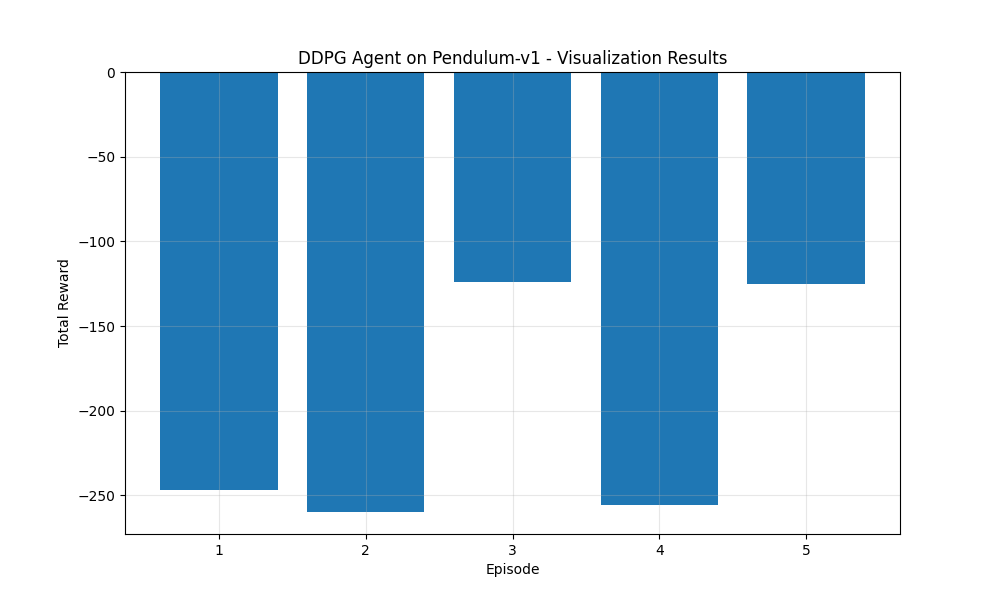 DDPG Agent on Pendulum-v1 - Visualization Results
0
−50
−100
−150
−200
−250
Total Reward
1 2 3 4 5
Episode